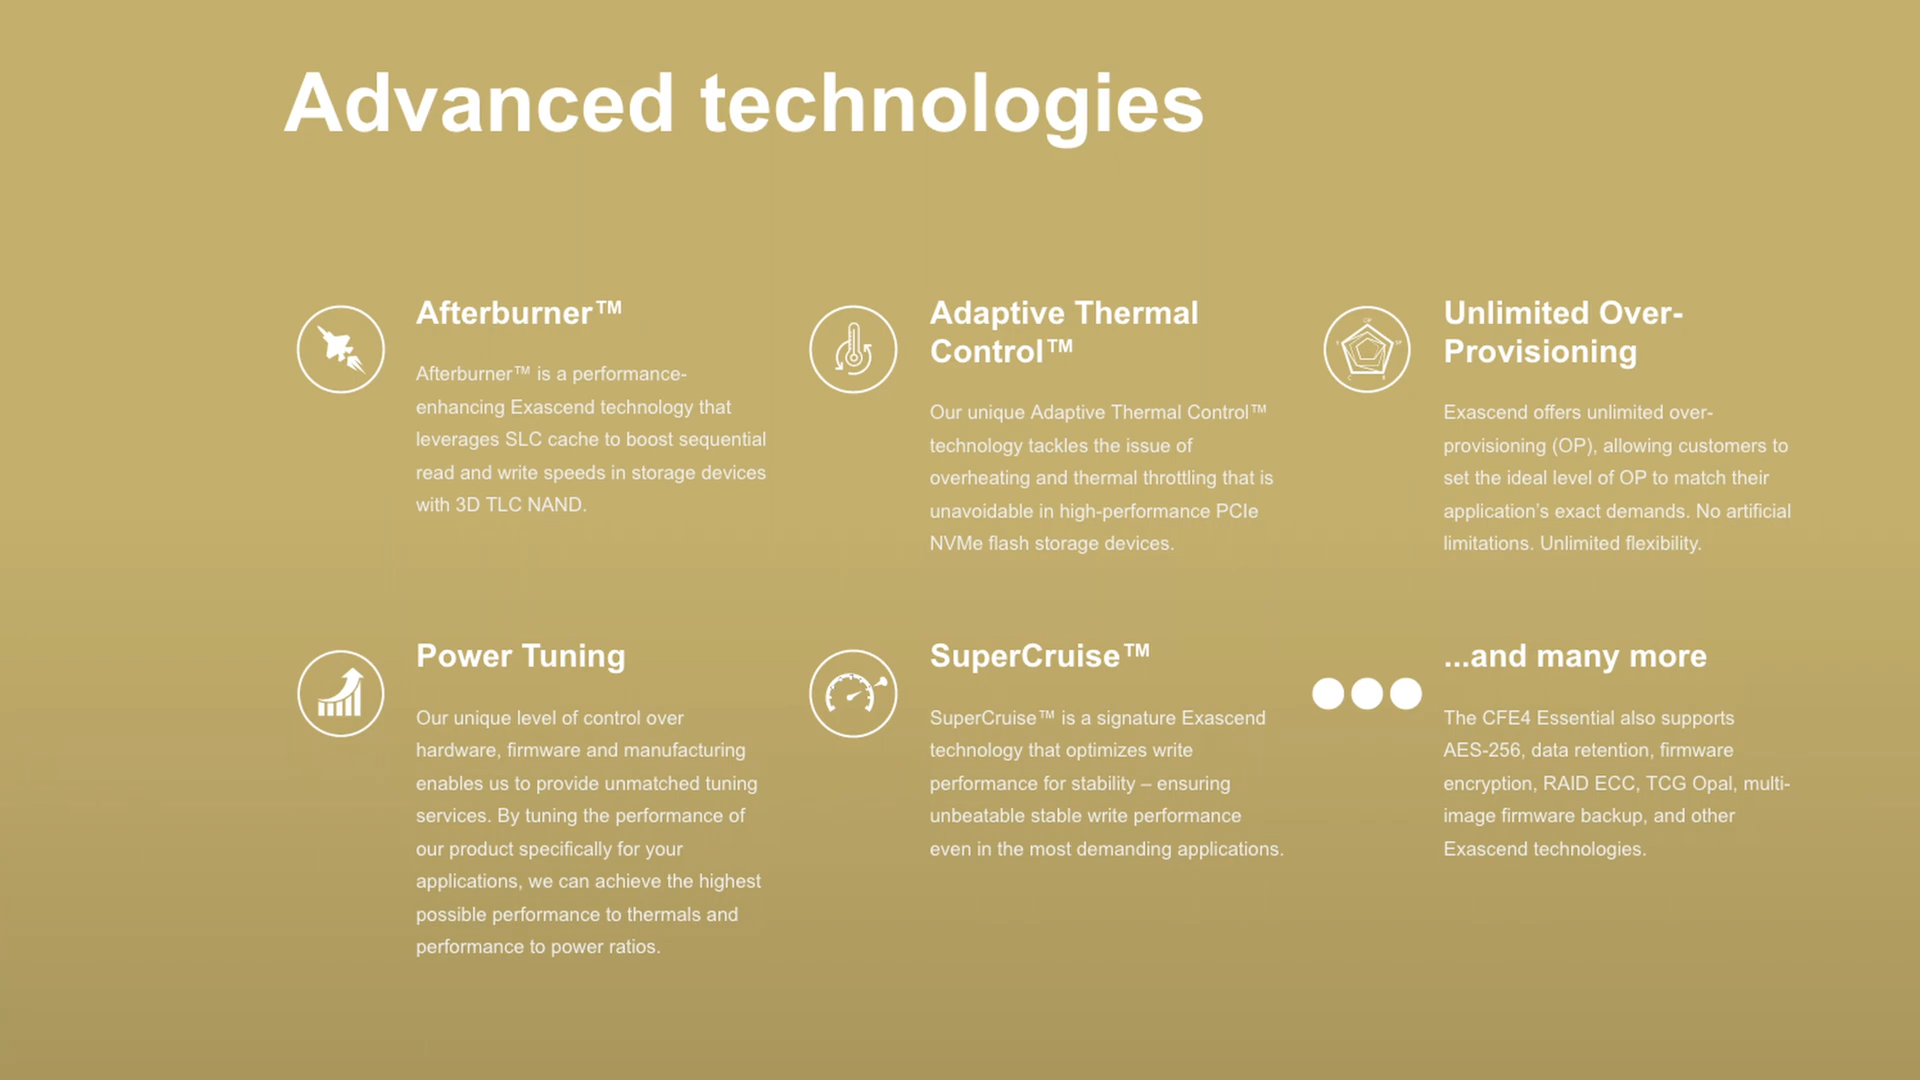 Advanced technologies
Afterburner™
Afterburner™ is a performance-
enhancing Exascend technology that
leverages SLC cache to boost sequential
read and write speeds in storage devices
with 3D TLC NAND.
Adaptive Thermal
Control™
Our unique Adaptive Thermal Control™
technology tackles the issue of
overheating and thermal throttling that is
unavoidable in high-performance PCIe
NVMe flash storage devices.
Unlimited Over-
Provisioning
Exascend offers unlimited over-
provisioning (OP), allowing customers to
set the ideal level of OP to match their
application’s exact demands. No artificial
limitations. Unlimited flexibility.
Power Tuning
Our unique level of control over
hardware, firmware and manufacturing
enables us to provide unmatched tuning
services. By tuning the performance of
our product specifically for your
applications, we can achieve the highest
possible performance to thermals and
performance to power ratios.
SuperCruise™
SuperCruise™ is a signature Exascend
technology that optimizes write
performance for stability – ensuring
unbeatable stable write performance
even in the most demanding applications.
...and many more
The CFE4 Essential also supports
AES-256, data retention, firmware
encryption, RAID ECC, TCG Opal, multi-
image firmware backup, and other
Exascend technologies.